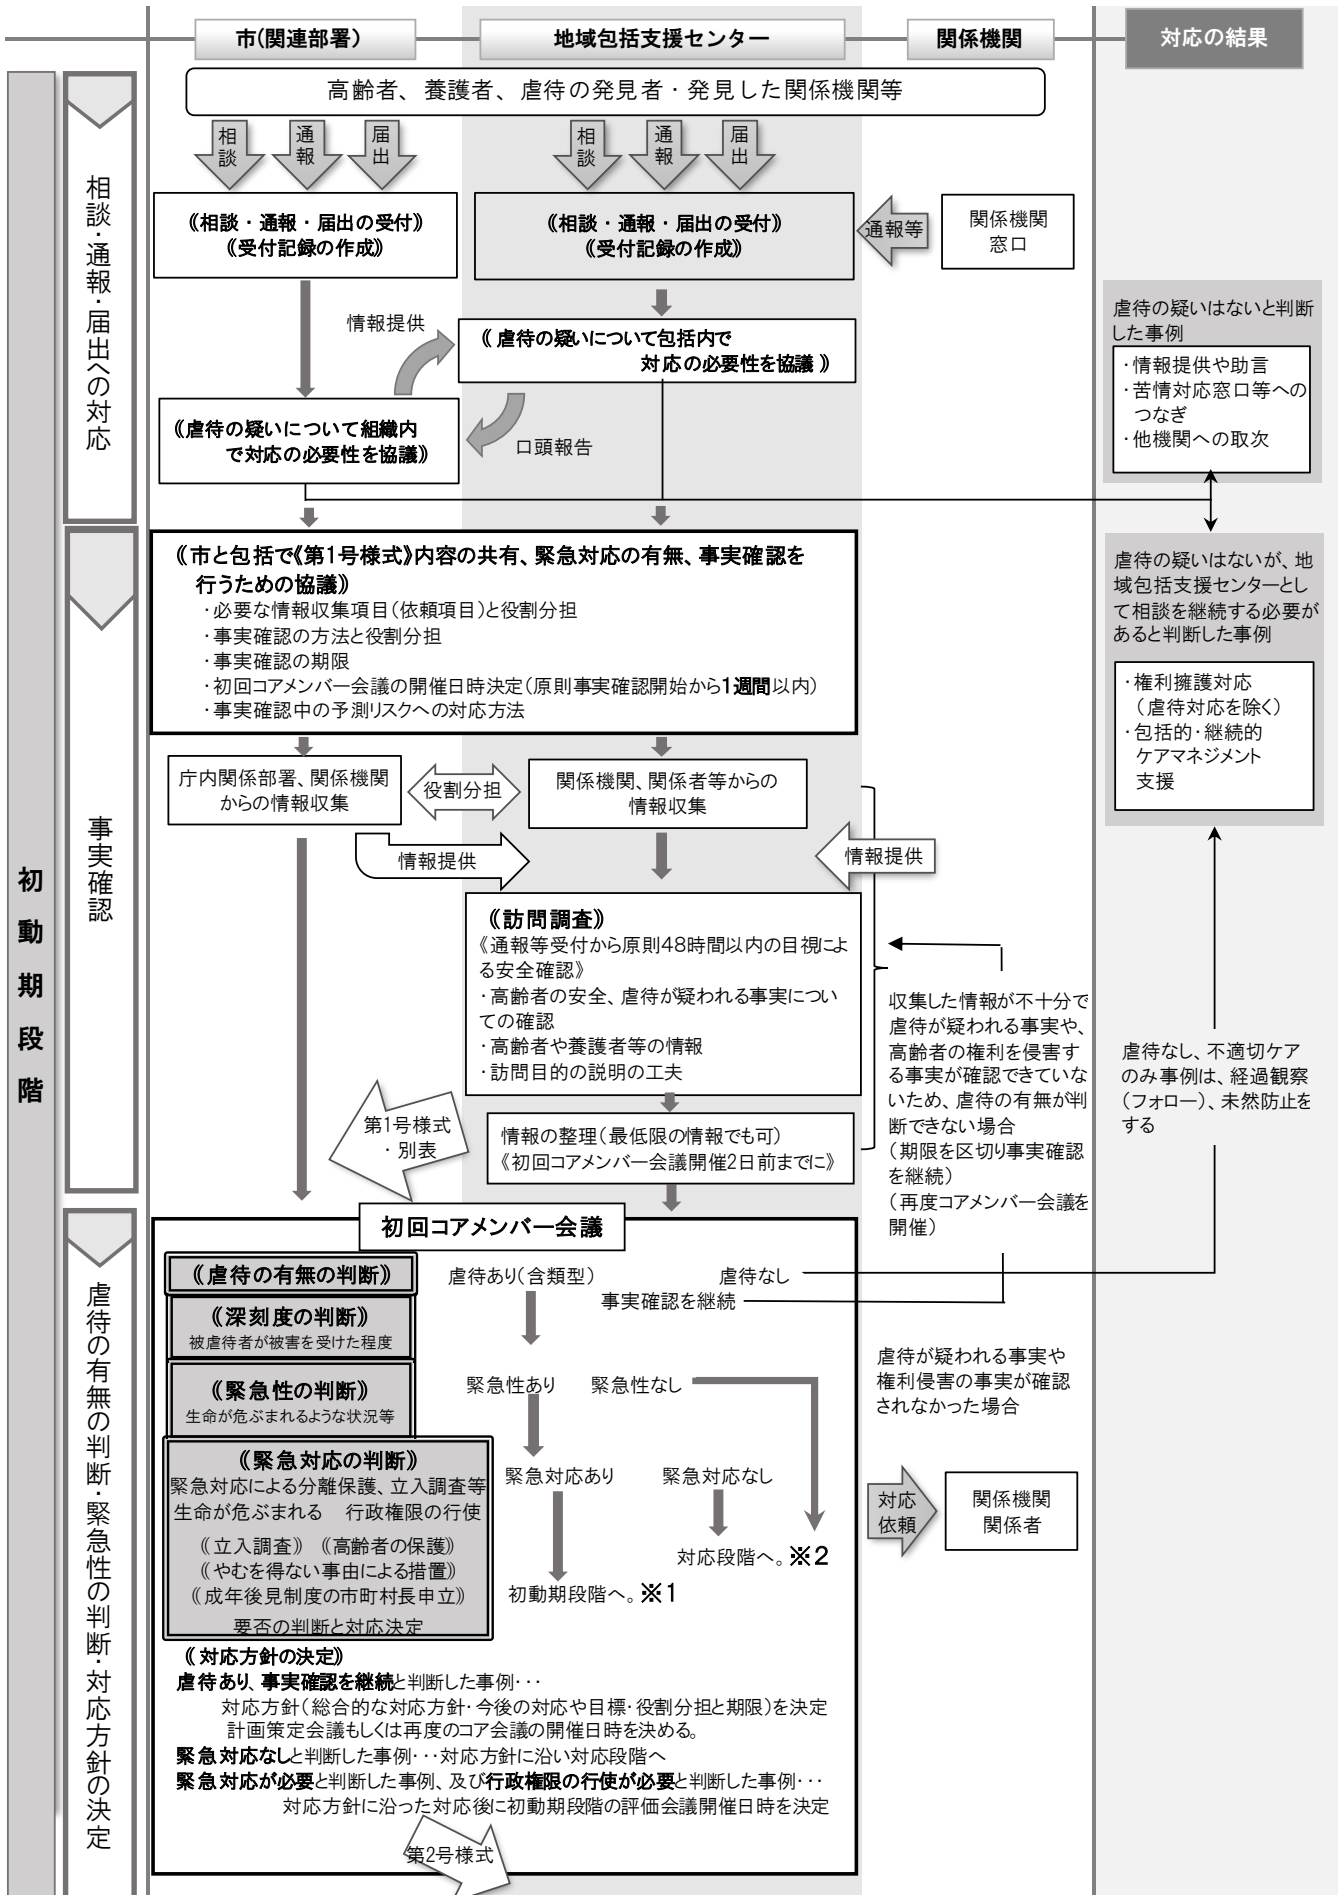 市(関連部署)
地域包括支援センター
関係機関
対応の結果
初動期段階
相談・通報・届出への対応
高齢者、養護者、虐待の発見者・発見した関係機関等
相談
通報
届出
相談
通報
届出
《相談・通報・届出の受付》
《受付記録の作成》
《相談・通報・届出の受付》
《受付記録の作成》
通報等
関係機関
窓口
情報提供
《虐待の疑いについて包括内で
対応の必要性を協議》
《虐待の疑いについて組織内
で対応の必要性を協議》
口頭報告
虐待の疑いはないと判断
した事例
・情報提供や助言
・苦情対応窓口等への
つなぎ
・他機関への取次
事実確認
《市と包括で《第1号様式》内容の共有、緊急対応の有無、事実確認を
行うための協議》
・必要な情報収集項目(依頼項目)と役割分担
・事実確認の方法と役割分担
・事実確認の期限
・初回コアメンバー会議の開催日時決定(原則事実確認開始から1週間以内)
・事実確認中の予測リスクへの対応方法
虐待の疑いはないが、地
域包括支援センターとし
て相談を継続する必要が
あると判断した事例
・権利擁護対応
(虐待対応を除く)
・包括的・継続的
ケアマネジメント
支援
庁内関係部署、関係機関
からの情報収集
役割分担
関係機関、関係者等からの
情報収集
情報提供
情報提供
《訪問調査》
《通報等受付から原則48時間以内の目視によ
る安全確認》
・高齢者の安全、虐待が疑われる事実につい
ての確認
・高齢者や養護者等の情報
・訪問目的の説明の工夫
収集した情報が不十分で
虐待が疑われる事実や、
高齢者の権利を侵害す
る事実が確認できていな
いため、虐待の有無が判
断できない場合
(期限を区切り事実確認
を継続)
(再度コアメンバー会議を
開催)
虐待なし、不適切ケア
のみ事例は、経過観察
(フォロー)、未然防止を
する
第1号様式
・別表
情報の整理(最低限の情報でも可)
《初回コアメンバー会議開催2日前までに》
虐待の有無の判断・緊急性の判断・対応方針の決定
初回コアメンバー会議
《虐待の有無の判断》
虐待あり(含類型)
虐待なし
事実確認を継続
《深刻度の判断》
被虐待者が被害を受けた程度
《緊急性の判断》
生命が危ぶまれるような状況等
緊急性あり
緊急性なし
虐待が疑われる事実や
権利侵害の事実が確認
されなかった場合
《緊急対応の判断》
緊急対応による分離保護、立入調査等
生命が危ぶまれる 行政権限の行使
《立入調査》 《高齢者の保護》
《やむを得ない事由による措置》
《成年後見制度の市町村長申立》
要否の判断と対応決定
緊急対応あり
緊急対応なし
対応
依頼
関係機関
関係者
対応段階へ。※2
初動期段階へ。※1
《対応方針の決定》
虐待あり、事実確認を継続と判断した事例・・・
対応方針(総合的な対応方針・今後の対応や目標・役割分担と期限)を決定
計画策定会議もしくは再度のコア会議の開催日時を決める。
緊急対応なしと判断した事例・・・対応方針に沿い対応段階へ
緊急対応が必要と判断した事例、及び行政権限の行使が必要と判断した事例・・・
対応方針に沿った対応後に初動期段階の評価会議開催日時を決定
第2号様式